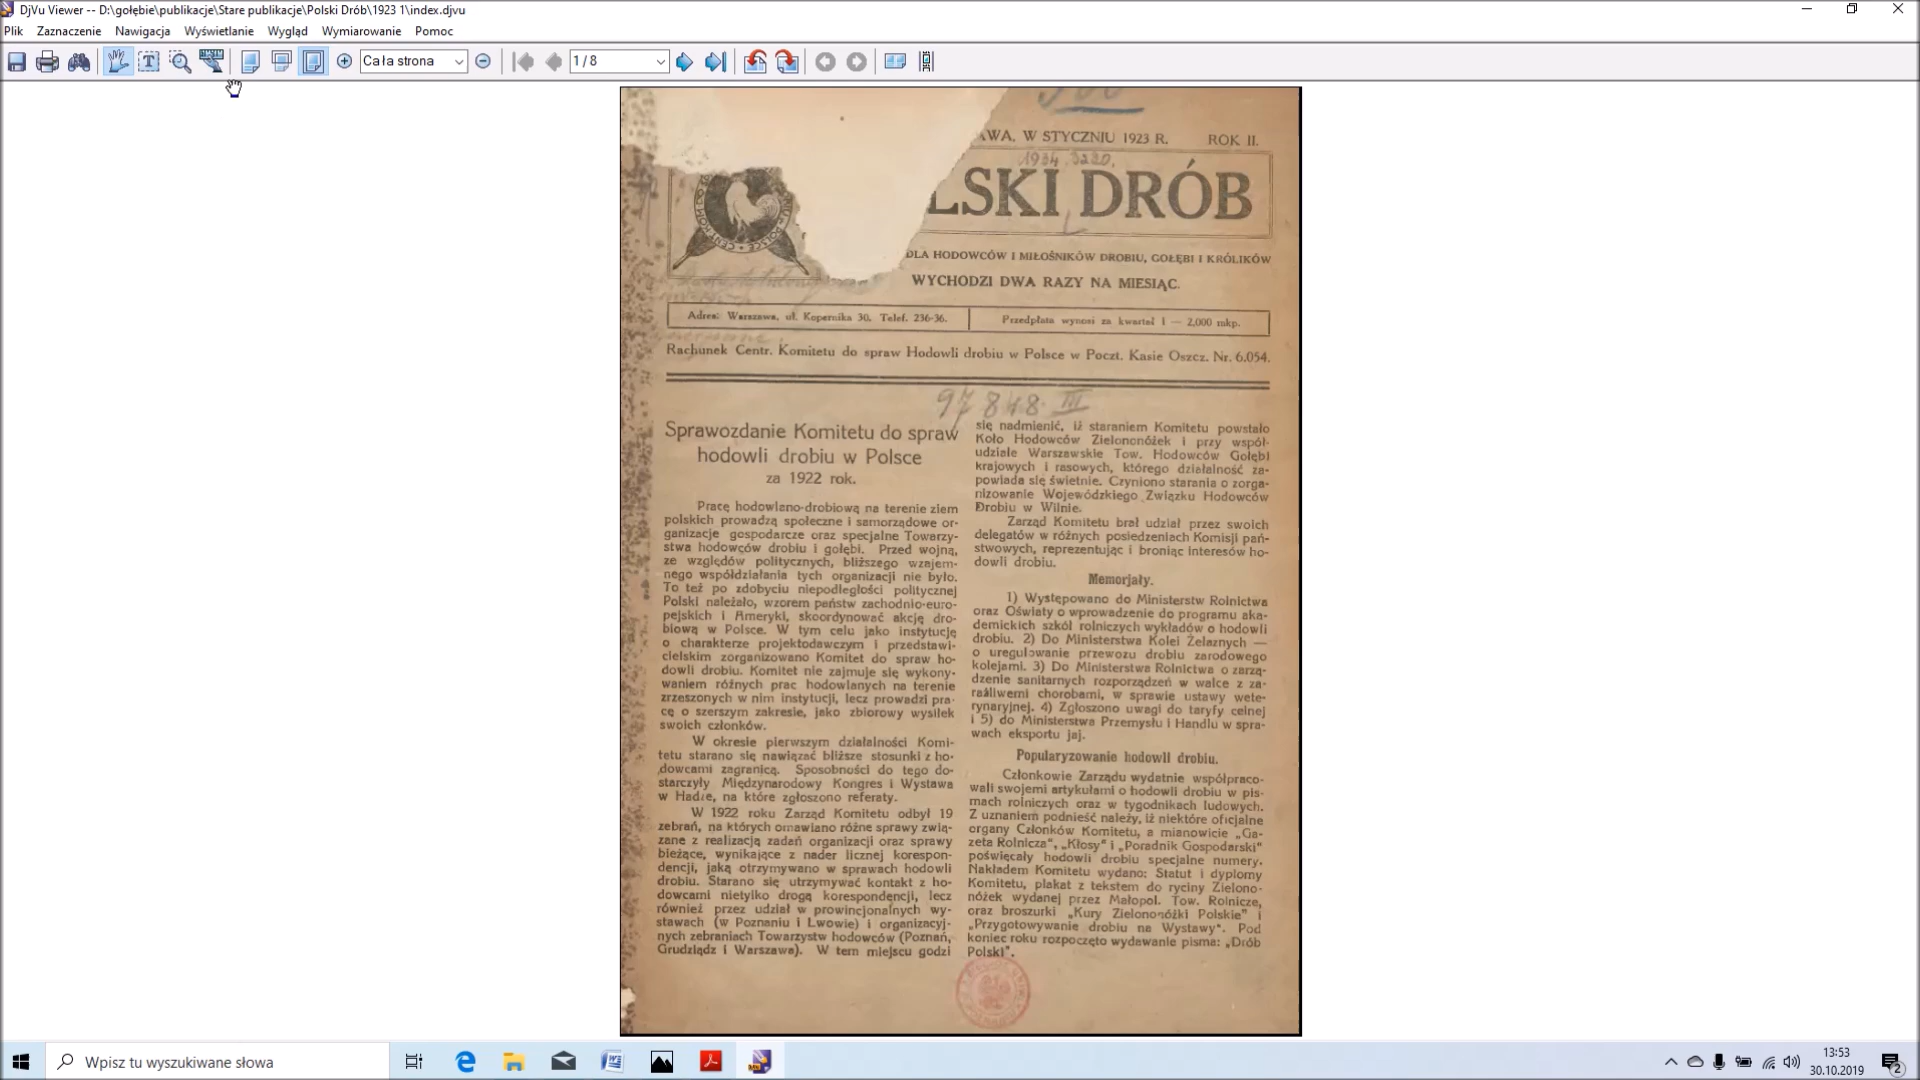 DjVu Viewer -- D:\gołębie\publikacje\Stare publikacje\Polski Drób\1923 1\index.djvu
Plik Zaznaczenie Nawigacja Wyświetlanie Wygląd Wymiarowanie Pomoc
Cała strona
1 / 8
AWA, W STYCZNIU 1923 R. ROK II.
1934 3220,
LSKI DRÓB
DLA HODOWCÓW I MIŁOŚNIKÓW DROBIU, GOŁĘBI I KRÓLIKÓW
WYCHODZI DWA RAZY NA MIESIĄC.
Adres: Warszawa, ul. Kopernika 30, Telef. 236-36.
Przedpłata wynosi za kwartał I — 2,000 mkp.
Rachunek Centr. Komitetu do spraw Hodowli drobiu w Polsce w Poczt. Kasie Oszcz. Nr. 6.054.
97848 III
Sprawozdanie Komitetu do spraw
hodowli drobiu w Polsce
za 1922 rok.
Pracę hodowlano-drobiową na terenie ziem
polskich prowadzą społeczne i samorządowe or-
ganizacje gospodarcze oraz specjalne Towarzy-
stwa hodowców drobiu i gołębi. Przed wojną,
ze względów politycznych, bliższego wzajem-
nego współdziałania tych organizacji nie było.
To też po zdobyciu niepodległości politycznej
Polski należało, wzorem państw zachodnio-euro-
pejskich i Ameryki, skoordynować akcję dro-
biową w Polsce. W tym celu jako instytucję
o charakterze projektodawczym i przedstawi-
cielskim zorganizowano Komitet do spraw ho-
dowli drobiu. Komitet nie zajmuje się wykony-
waniem różnych prac hodowlanych na terenie
zrzeszonych w nim instytucji, lecz prowadzi pra-
cę o szerszym zakresie, jako zbiorowy wysiłek
swoich członków.
W okresie pierwszym działalności Komi-
tetu starano się nawiązać bliższe stosunki z ho-
dowcami zagranicą. Sposobności do tego do-
starczyły Międzynarodowy Kongres i Wystawa
w Hadze, na które zgłoszono referaty.
W 1922 roku Zarząd Komitetu odbył 19
zebrań, na których omawiano różne sprawy zwią-
zane z realizacją zadań organizacji oraz sprawy
bieżące, wynikające z nader licznej korespon-
dencji, jaką otrzymywano w sprawach hodowli
drobiu. Starano się utrzymywać kontakt z ho-
dowcami nietylko drogą korespondencji, lecz
również przez udział w prowincjonalnych wy-
stawach (w Poznaniu i Lwowie) i organizacyj-
nych zebraniach Towarzystw hodowców (Poznań,
Grudziądz i Warszawa). W tem miejscu godzi
się nadmienić, iż staraniem Komitetu powstało
Koło Hodowców Zielononóżek i przy współ-
udziale Warszawskie Tow. Hodowców Gołębi
krajowych i rasowych, którego działalność za-
powiada się świetnie. Czyniono starania o zorga-
nizowanie Wojewódzkiego Związku Hodowców
Drobiu w Wilnie.
Zarząd Komitetu brał udział przez swoich
delegatów w różnych posiedzeniach Komisji pań-
stwowych, reprezentując i broniąc interesów ho-
dowli drobiu.
Memorjały.
1) Występowano do Ministerstw Rolnictwa
oraz Oświaty o wprowadzenie do programu aka-
demickich szkół rolniczych wykładów o hodowli
drobiu. 2) Do Ministerstwa Kolei Żelaznych —
o uregulowanie przewozu drobiu zarodowego
kolejami. 3) Do Ministerstwa Rolnictwa o zarzą-
dzenie sanitarnych rozporządzeń w walce z za-
raźliwemi chorobami, w sprawie ustawy wete-
rynaryjnej. 4) Zgłoszono uwagi do taryfy celnej
i 5) do Ministerstwa Przemysłu i Handlu w spra-
wach eksportu jaj.
Popularyzowanie hodowli drobiu.
Członkowie Zarządu wydatnie współpraco-
wali swojemi artykułami o hodowli drobiu w pis-
mach rolniczych oraz w tygodnikach ludowych.
Z uznaniem podnieść należy, iż niektóre oficjalne
organy Członków Komitetu, a mianowicie „Ga-
zeta Rolnicza", „Kłosy" i „Poradnik Gospodarski"
poświęcały hodowli drobiu specjalne numery.
Nakładem Komitetu wydano: Statut i dyplomy
Komitetu, plakat z tekstem do ryciny Zielono-
nóżek wydanej przez Małopol. Tow. Rolnicze,
oraz broszurki „Kury Zielononóżki Polskie" i
„Przygotowywanie drobiu na Wystawy". Pod
koniec roku rozpoczęto wydawanie pisma: „Drób
Polski".
Wpisz tu wyszukiwane słowa
13:53
30.10.2019
2